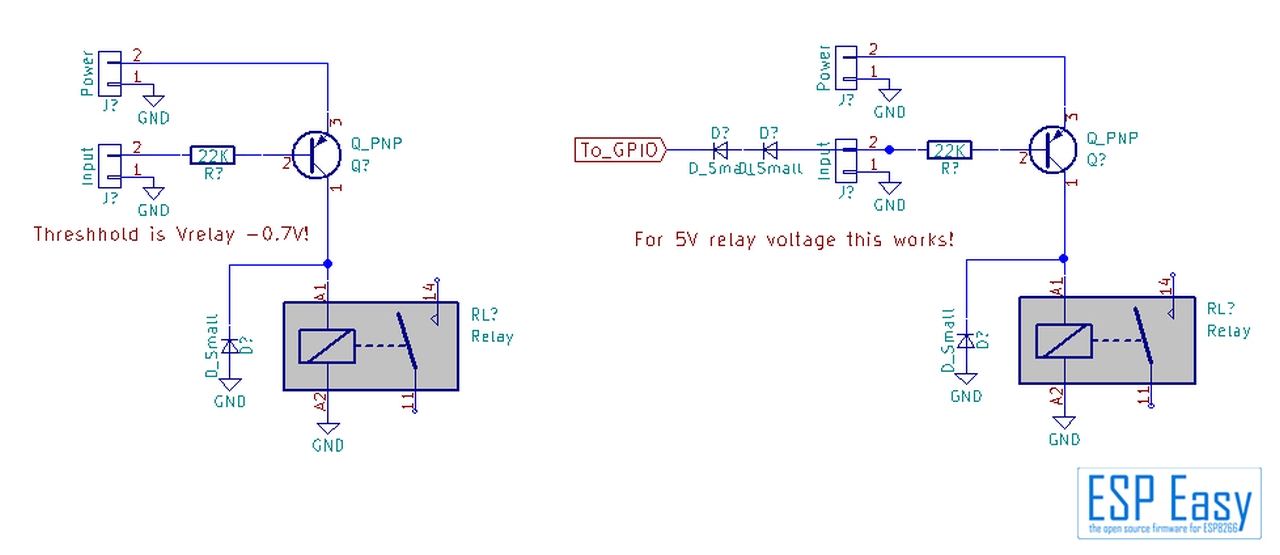 Power
2
1
J?
GND
Input
2
1
J?
GND
22K
R?
2
3
1
Q_PNP
Q?
Threshhold is Vrelay -0.7V!
D_Small
D?
GND
A1
14
A2
11
RL?
Relay
GND
Power
2
1
J?
GND
To_GPIO
D?
D?
D_Small
D_Small
Input
2
1
J?
GND
22K
R?
2
3
1
Q_PNP
Q?
For 5V relay voltage this works!
D_Small
D?
GND
A1
14
A2
11
RL?
Relay
GND
ESP Easy
the open source firmware for ESP8266